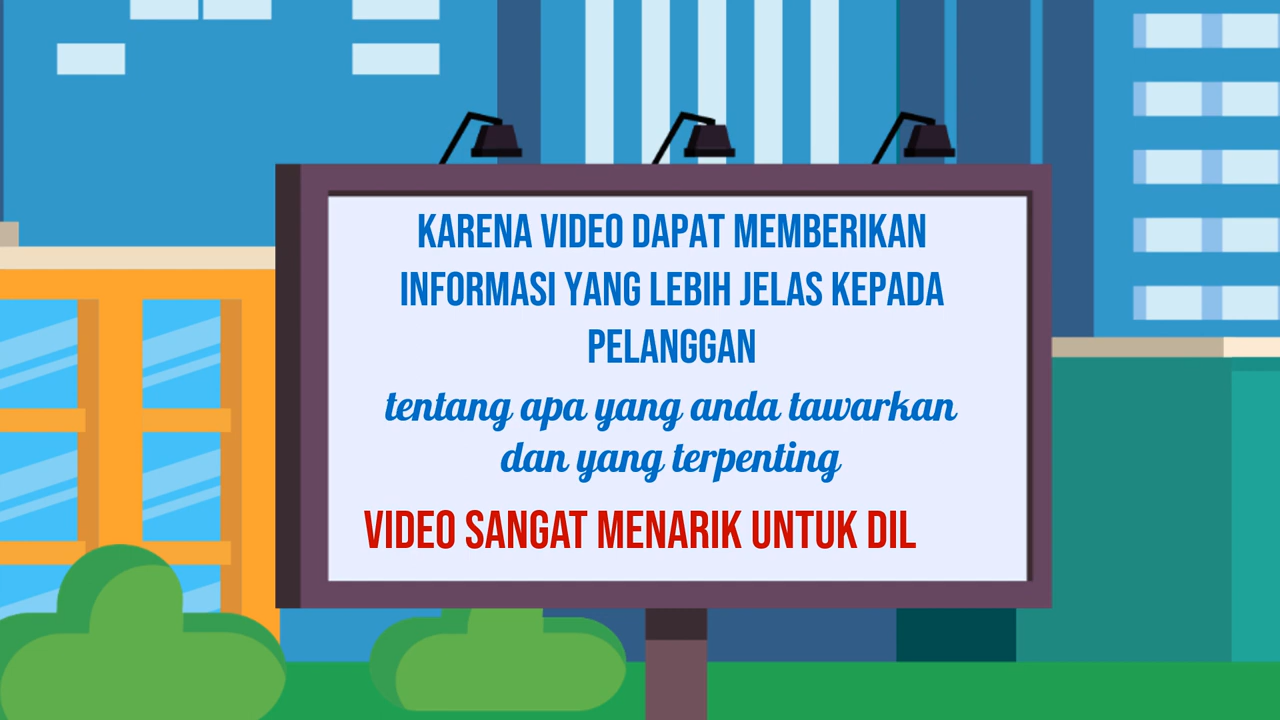 KARENA VIDEO DAPAT MEMBERIKAN
INFORMASI YANG LEBIH JELAS KEPADA
PELANGGAN
tentang apa yang anda tawarkan
dan yang terpenting
VIDEO SANGAT MENARIK UNTUK DIL